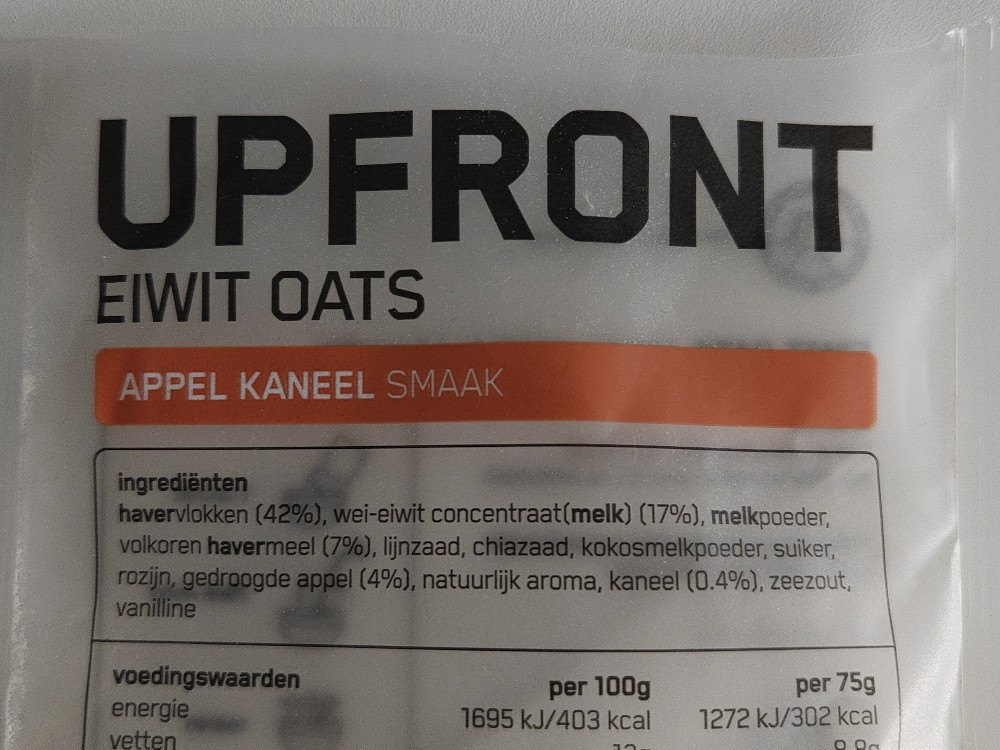 UPFRONT
EIWIT OATS
APPEL KANEEL SMAAK
ingrediënten
havervlokken (42%), wei-eiwit concentraat(melk) (17%), melkpoeder,
volkoren havermeel (7%), lijnzaad, chiazaad, kokosmelkpoeder, suiker,
rozijn, gedroogde appel (4%), natuurlijk aroma, kaneel (0.4%), zeezout,
vanilline
voedingswaarden per 100g per 75g
energie 1695 kJ/403 kcal 1272 kJ/302 kcal
vetten